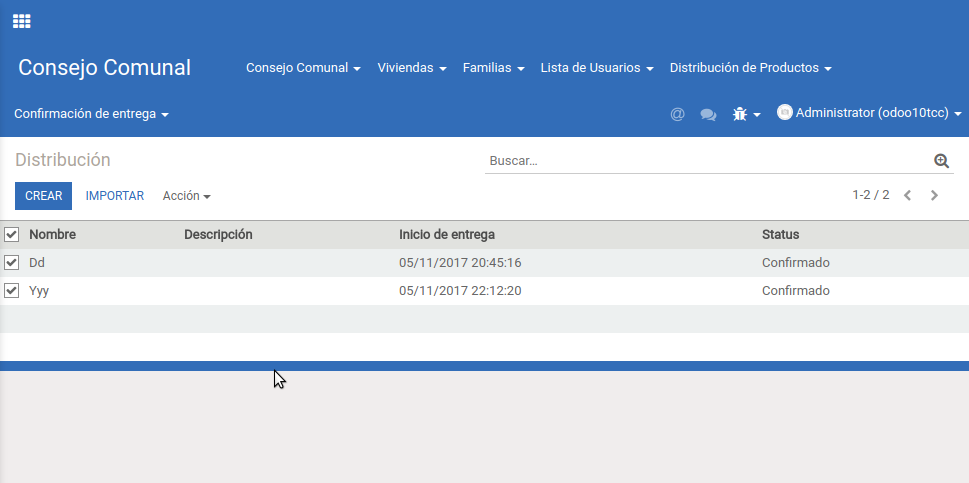 Consejo Comunal
Consejo Comunal Viviendas Familias Lista de Usuarios Distribución de Productos
Confirmación de entrega
@ Administrator (odoo10tcc)
Distribución
Buscar...
CREAR IMPORTAR Acción
1-2 / 2
Nombre Descripción Inicio de entrega Status
Dd 05/11/2017 20:45:16 Confirmado
Yyy 05/11/2017 22:12:20 Confirmado